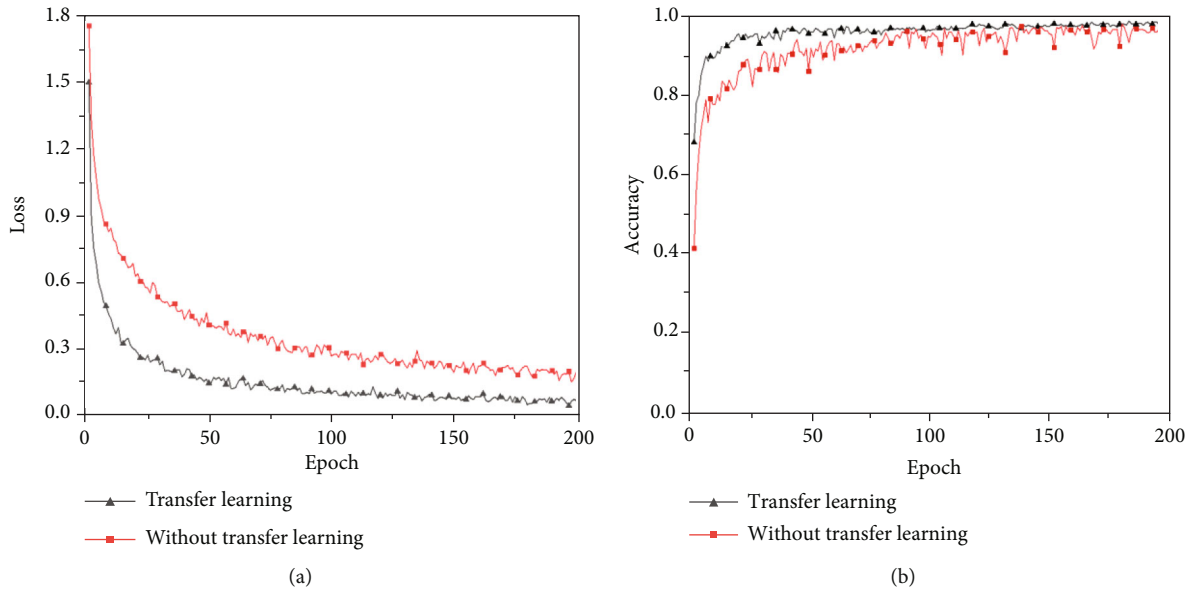 1.8
1.5
1.2
0.9
0.6
0.3
0.0
Loss
0
50
100
150
200
Epoch
Transfer learning
Without transfer learning
(a)
1.0
0.8
0.6
0.4
0.2
0.0
Accuracy
0
50
100
150
200
Epoch
Transfer learning
Without transfer learning
(b)